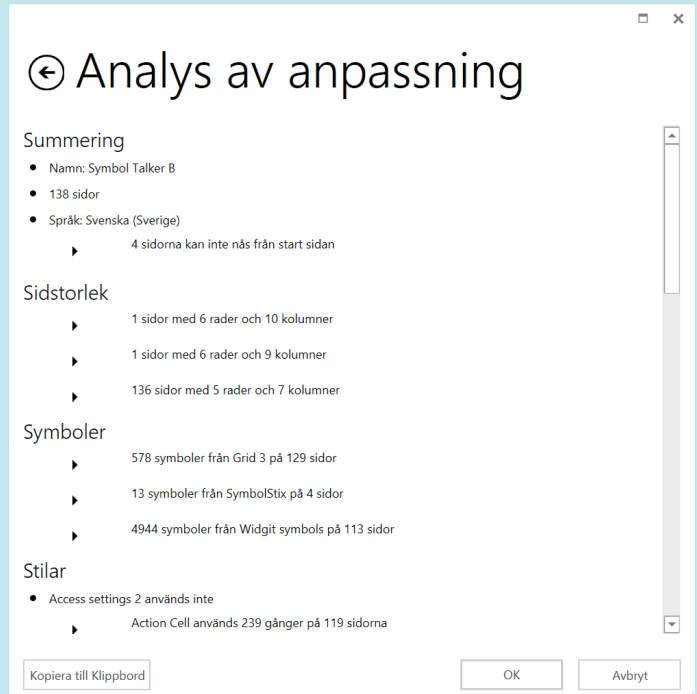 Analys av anpassning
Summering
Namn: Symbol Talker B
138 sidor
Språk: Svenska (Sverige)
4 sidorna kan inte nås från start sidan
Sidstorlek
1 sidor med 6 rader och 10 kolumner
1 sidor med 6 rader och 9 kolumner
136 sidor med 5 rader och 7 kolumner
Symboler
578 symboler från Grid 3 på 129 sidor
13 symboler från SymbolStix på 4 sidor
4944 symboler från Widgit symbols på 113 sidor
Stilar
Access settings 2 används inte
Action Cell används 239 gånger på 119 sidorna
Kopiera till Klippbord
OK
Avbryt